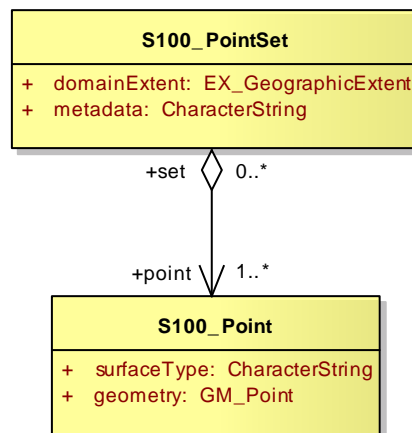 S100_PointSet
+ domainExtent: EX_GeographicExtent
+ metadata: CharacterString
+set 0..*
+point 1..*
S100_Point
+ surfaceType: CharacterString
+ geometry: GM_Point